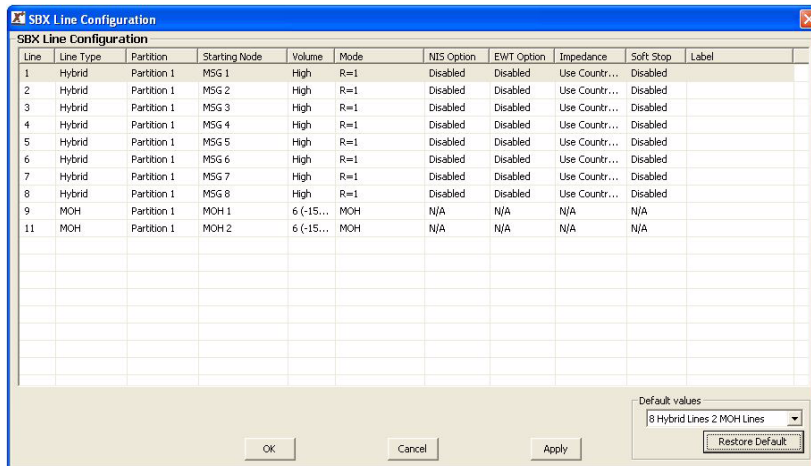 SBX Line Configuration
SBX Line Configuration
Line Line Type Partition Starting Node Volume Mode NIS Option EWT Option Impedance Soft Stop Label
1 Hybrid Partition 1 MSG 1 High R=1 Disabled Disabled Use Countr... Disabled
2 Hybrid Partition 1 MSG 2 High R=1 Disabled Disabled Use Countr... Disabled
3 Hybrid Partition 1 MSG 3 High R=1 Disabled Disabled Use Countr... Disabled
4 Hybrid Partition 1 MSG 4 High R=1 Disabled Disabled Use Countr... Disabled
5 Hybrid Partition 1 MSG 5 High R=1 Disabled Disabled Use Countr... Disabled
6 Hybrid Partition 1 MSG 6 High R=1 Disabled Disabled Use Countr... Disabled
7 Hybrid Partition 1 MSG 7 High R=1 Disabled Disabled Use Countr... Disabled
8 Hybrid Partition 1 MSG 8 High R=1 Disabled Disabled Use Countr... Disabled
9 MOH Partition 1 MOH 1 6 (-15... MOH N/A N/A N/A N/A
11 MOH Partition 1 MOH 2 6 (-15... MOH N/A N/A N/A N/A
Default values
8 Hybrid Lines 2 MOH Lines
OK Cancel Apply Restore Default